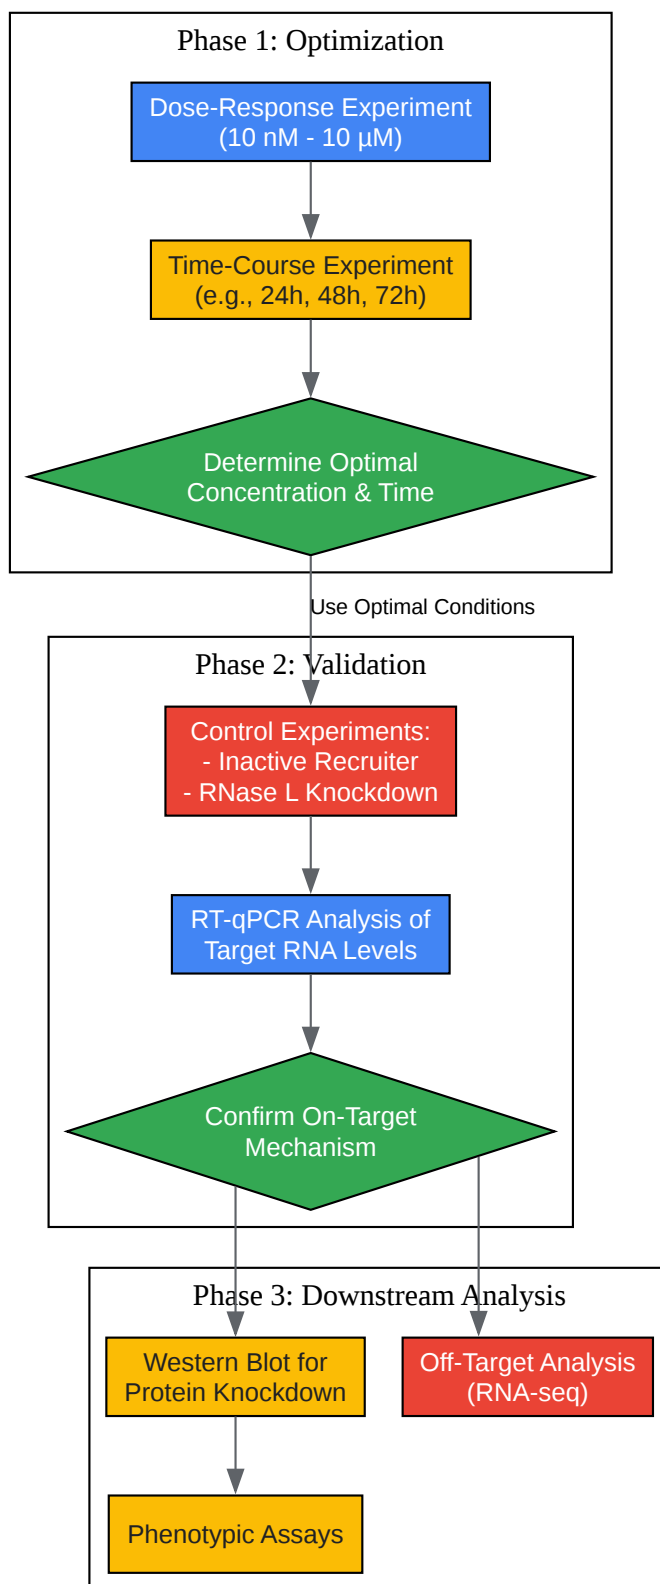 Phase 1: Optimization
Dose-Response Experiment
(10 nM - 10 µM)
Time-Course Experiment
(e.g., 24h, 48h, 72h)
Determine Optimal
Concentration & Time
Use Optimal Conditions
Phase 2: Validation
Control Experiments:
- Inactive Recruiter
- RNase L Knockdown
RT-qPCR Analysis of
Target RNA Levels
Confirm On-Target
Mechanism
Phase 3: Downstream Analysis
Western Blot for
Protein Knockdown
Off-Target Analysis
(RNA-seq)
Phenotypic Assays